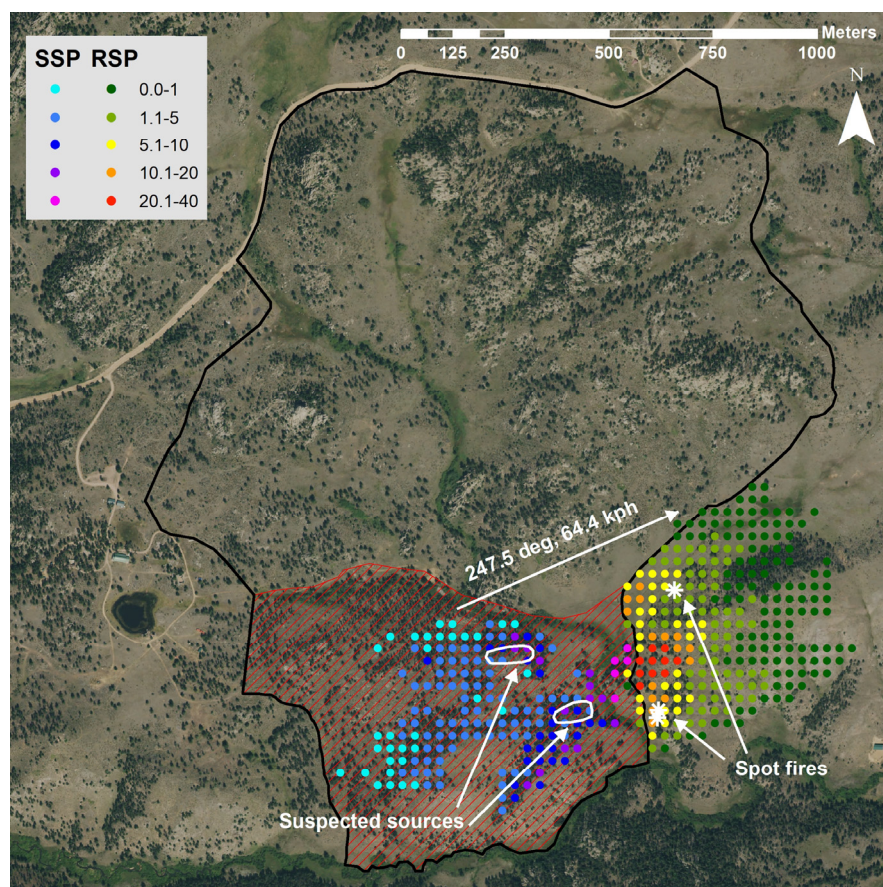 Meters
0 125 250 500 750 1000
N
SSP RSP
0.0-1
1.1-5
5.1-10
10.1-20
20.1-40
247.5 deg, 64.4 kph
Spot fires
Suspected sources